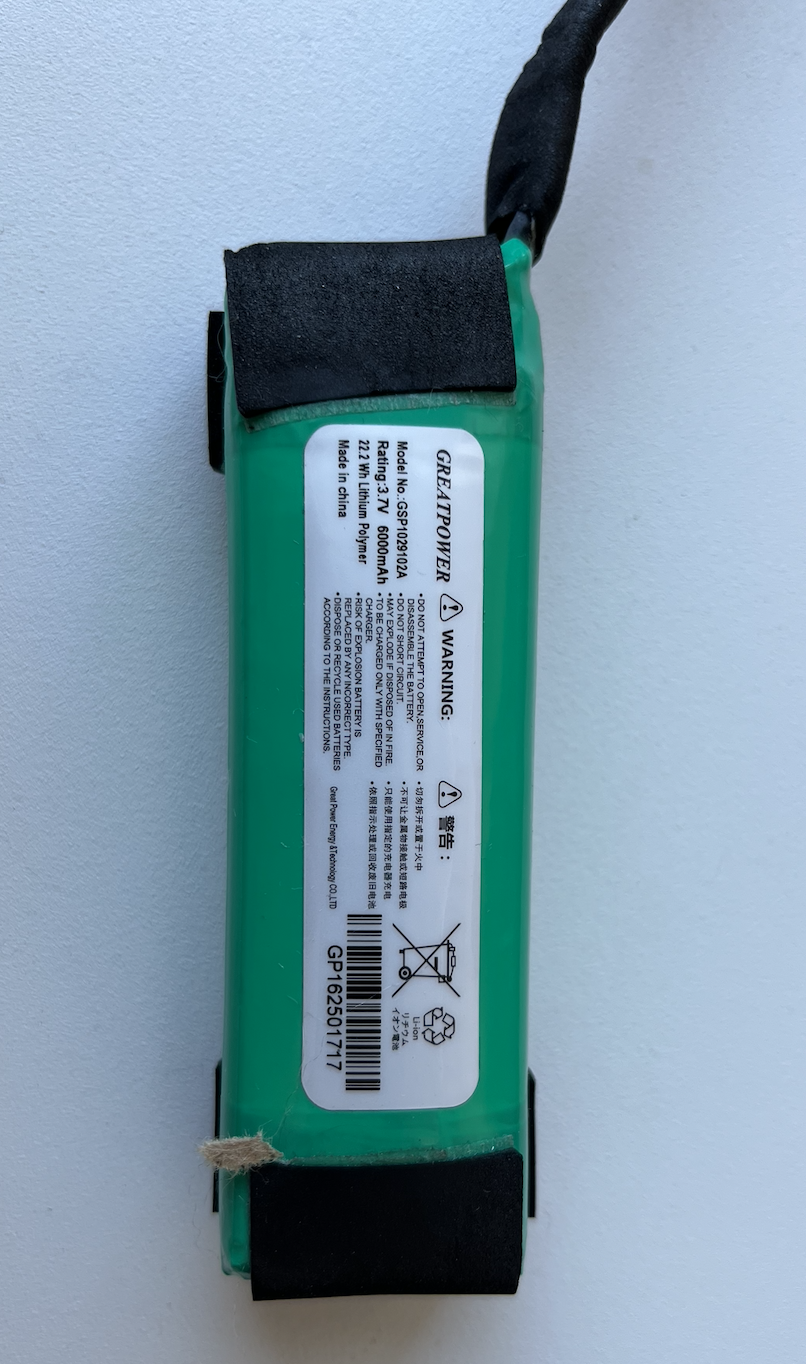 GREATPOWER
Model No.:GSP1029102A
Rating:3.7V 6000mAh
22.2 Wh Lithium Polymer
Made in china
WARNING:
•DO NOT ATTEMPT TO OPEN,SERVICE,OR
DISASSEMBLE THE BATTERY.
•DO NOT SHORT CIRCUIT.
•MAY EXPLODE IF DISPOSED OF IN FIRE.
•TO BE CHARGED ONLY WITH SPECIFIED
CHARGER.
•RISK OF EXPLOSION BATTERY IS
REPLACED BY ANY INCORRECT TYPE.
•DISPOSE OR RECYCLE USED BATTERIES
ACCORDING TO THE INSTRUCTIONS.
警告：
•切勿拆开或置于火中
•不可让金属物接触或短路电极
•只能使用指定的充电器充电
•依照指示处理或回收废旧电池
Great Power Energy &Technology CO.,LTD
Li-ion
リチウム
イオン電池
GP162501717